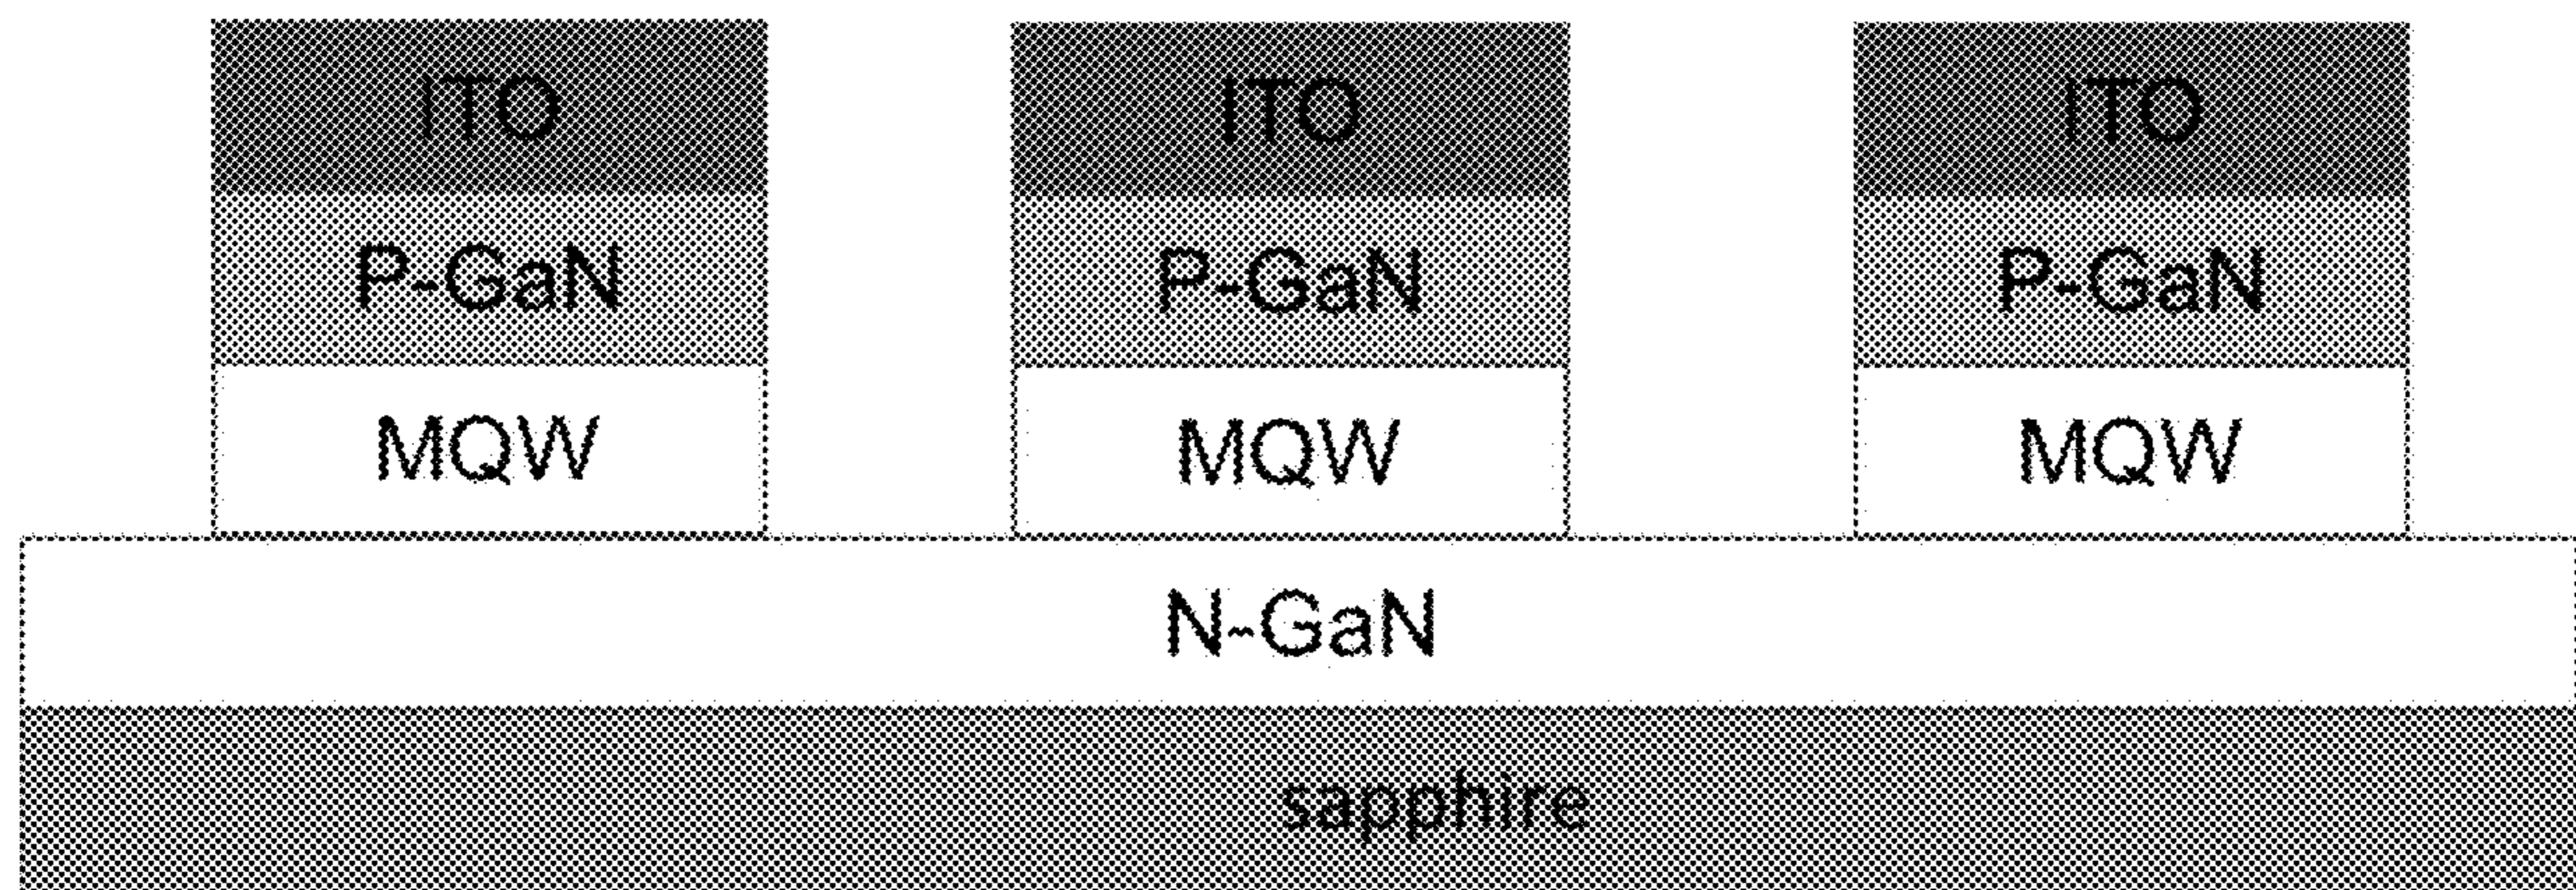 ITO ITO ITO
P-GaN P-GaN P-GaN
MQW MQW MQW
N-GaN
sapphire